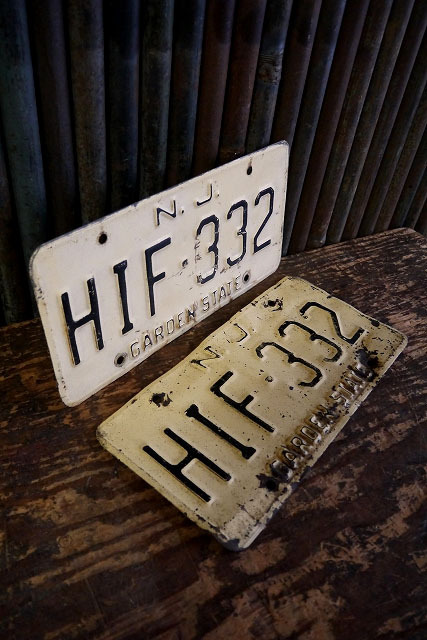 N.J.
HIF·332
GARDEN STATE
N.J.
HIF·332
GARDEN STATE